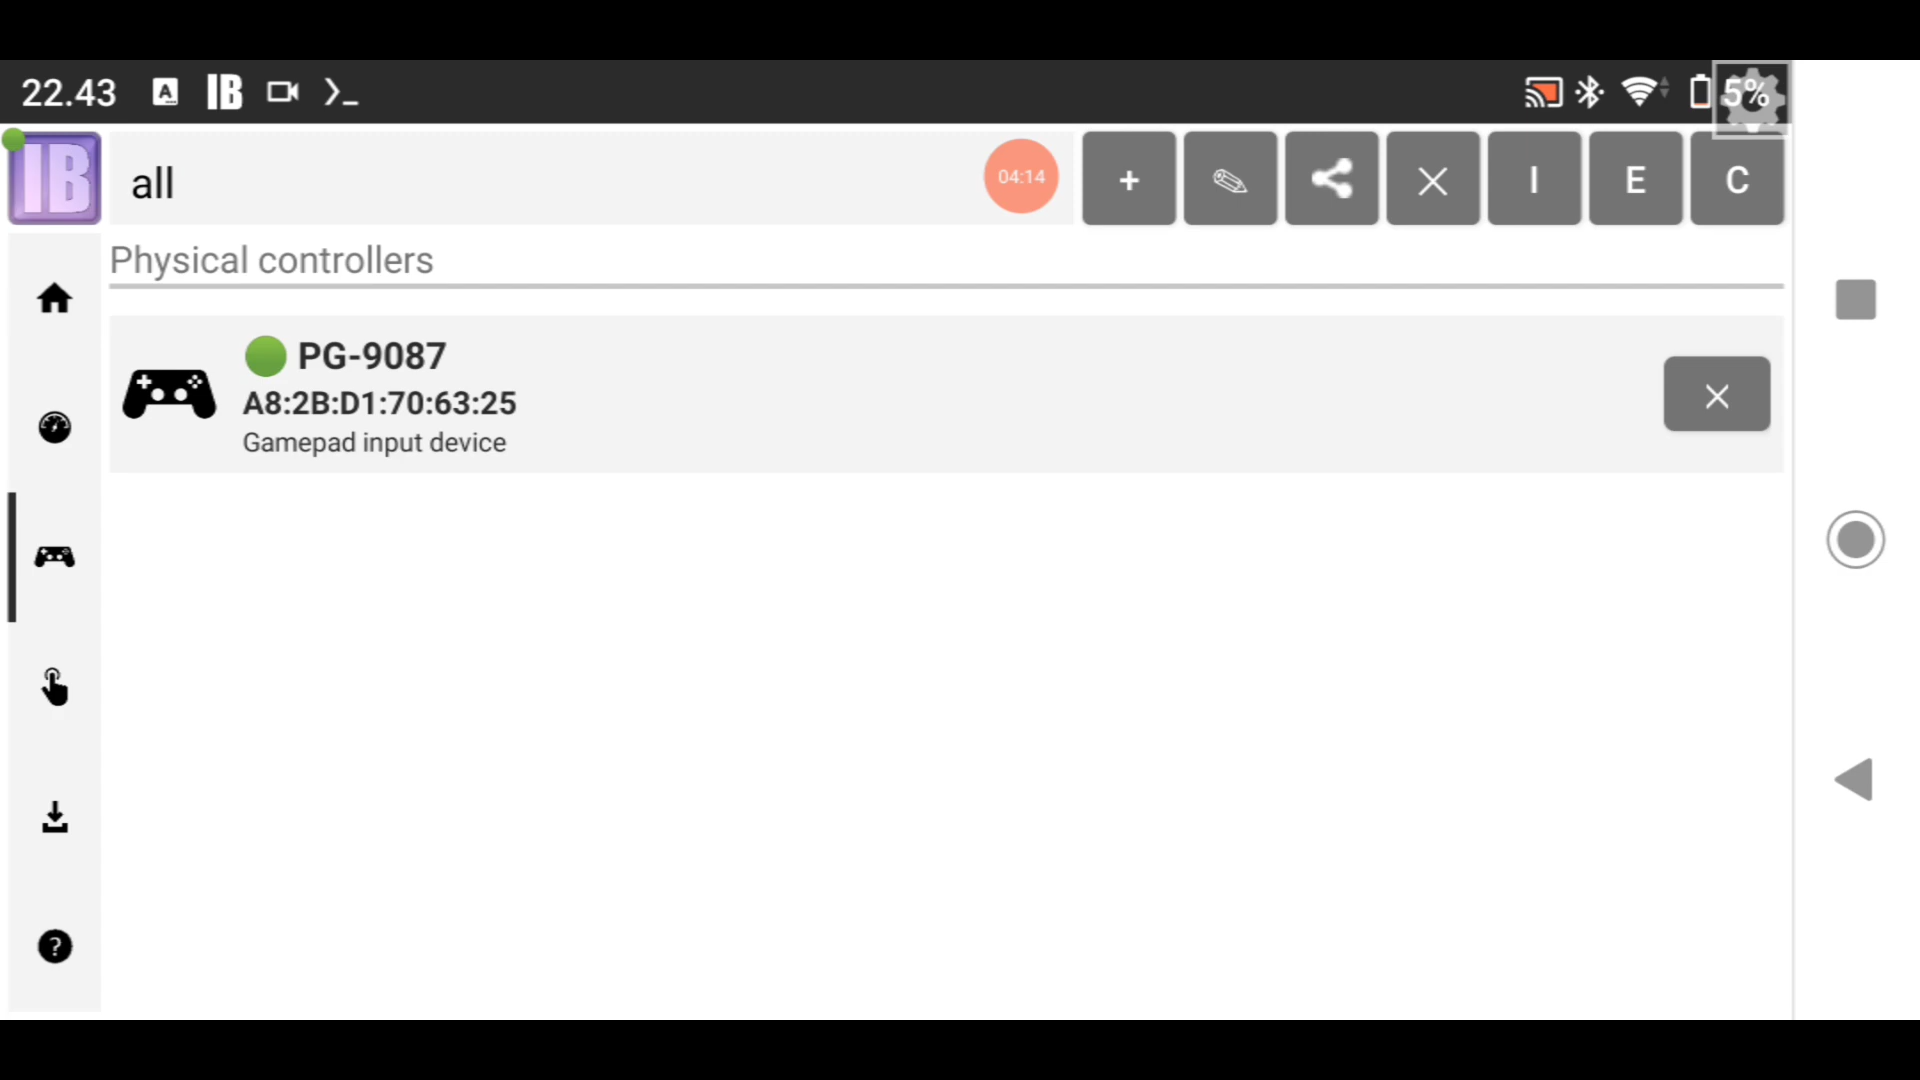 22.43 A IB 5%
IB all 04:14 + I E C
Physical controllers
PG-9087
A8:2B:D1:70:63:25
Gamepad input device
?